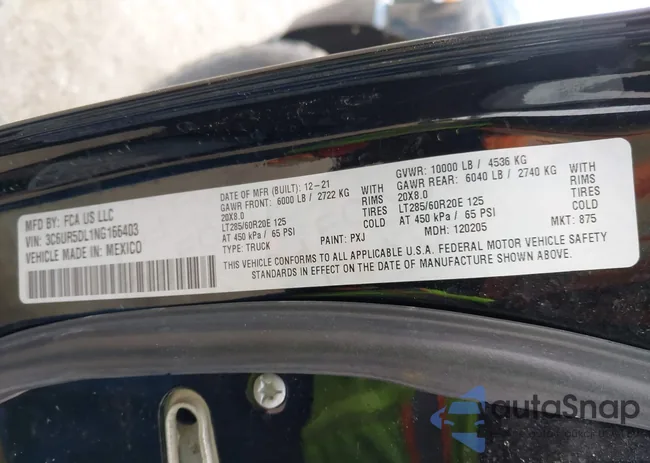 MFD BY: FCA US LLC
VIN: 3C6UR5DL1NG166403
VEHICLE MADE IN: MEXICO
DATE OF MFR (BUILT): 12-21
GAWR FRONT: 6000 LB / 2722 KG WITH
20X8.0 RIMS
LT285/60R20E 125 TIRES
AT 450 kPa / 65 PSI COLD
TYPE: TRUCK PAINT: PXJ
GVWR: 10000 LB / 4536 KG
GAWR REAR: 6040 LB / 2740 KG WITH
20X8.0 RIMS
LT285/60R20E 125 TIRES
AT 450 kPa / 65 PSI COLD
MDH: 120205 MKT: 875
THIS VEHICLE CONFORMS TO ALL APPLICABLE U.S.A. FEDERAL MOTOR VEHICLE SAFETY
STANDARDS IN EFFECT ON THE DATE OF MANUFACTURE SHOWN ABOVE.
autaSnap
autaSnap.com